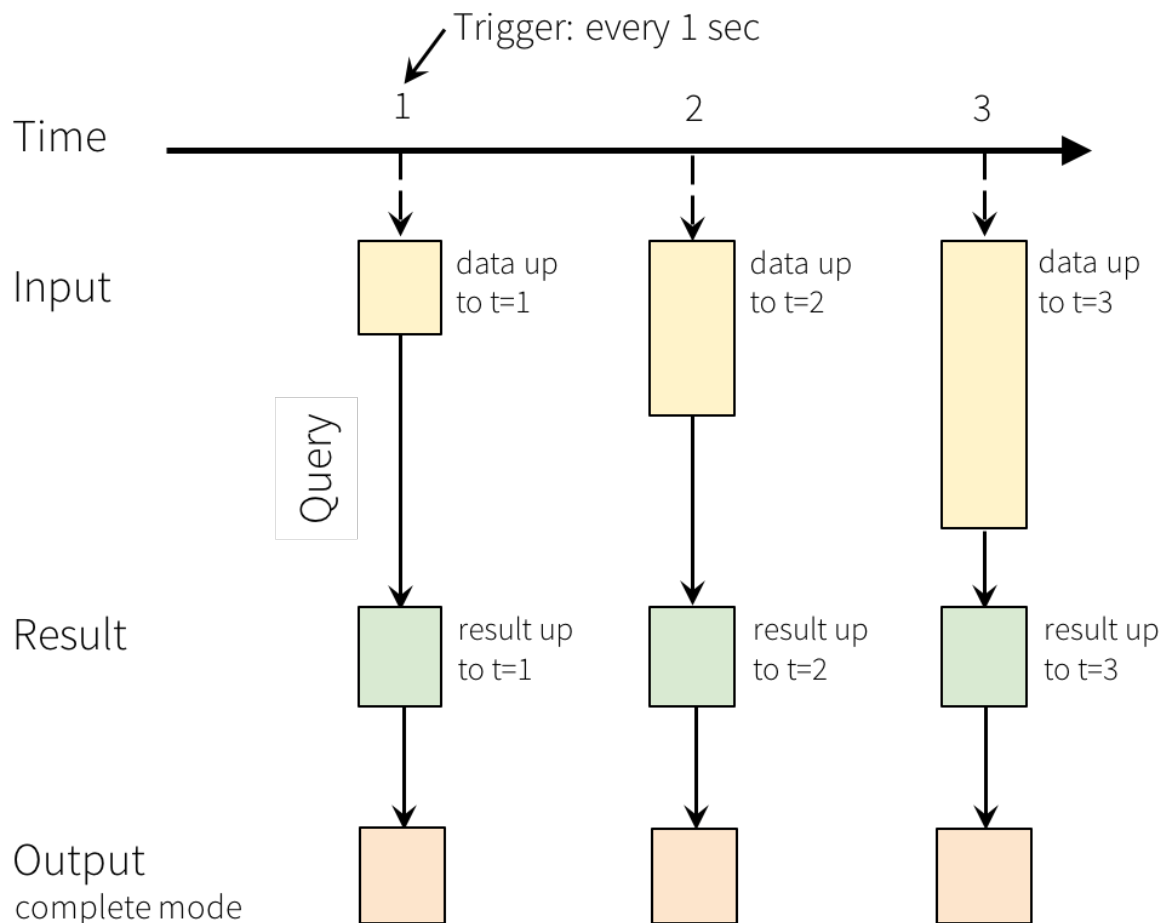 Trigger: every 1 sec
1 2 3
Time
Input
data up
to t=1
data up
to t=2
data up
to t=3
Query
Result
result up
to t=1
result up
to t=2
result up
to t=3
Output
complete mode